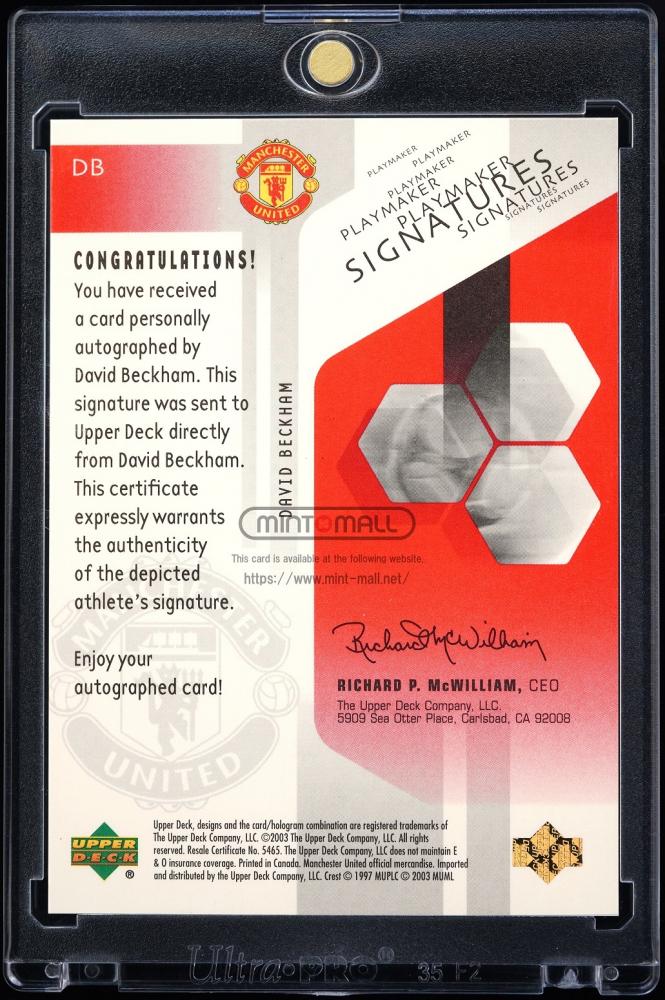 DB
MANCHESTER
UNITED
PLAYMAKER
PLAYMAKER
PLAYMAKER
PLAYMAKER
PLAYMAKER
SIGNATURES
SIGNATURES
SIGNATURES
SIGNATURES
CONGRATULATIONS!
You have received
a card personally
autographed by
David Beckham. This
signature was sent to
Upper Deck directly
from David Beckham.
This certificate
expressly warrants
the authenticity
of the depicted
athlete's signature.
Enjoy your
autographed card!
DAVID BECKHAM
MINTOMALL
This card is available at the following website.
https://www.mint-mall.net/
MANCHESTER
UNITED
Richard P. McWilliam
RICHARD P. McWILLIAM, CEO
The Upper Deck Company, LLC.
5909 Sea Otter Place, Carlsbad, CA 92008
UPPER
DECK
®
Upper Deck, designs and the card/hologram combination are registered trademarks of
The Upper Deck Company, LLC. ©2003 The Upper Deck Company, LLC. All rights
reserved. Resale Certificate No. 5465. The Upper Deck Company, LLC does not maintain E
& O insurance coverage. Printed in Canada. Manchester United official merchandise. Imported
and distributed by the Upper Deck Company, LLC. Crest © 1997 MUPLC © 2003 MUML
Ultra·PRO® 35 F2